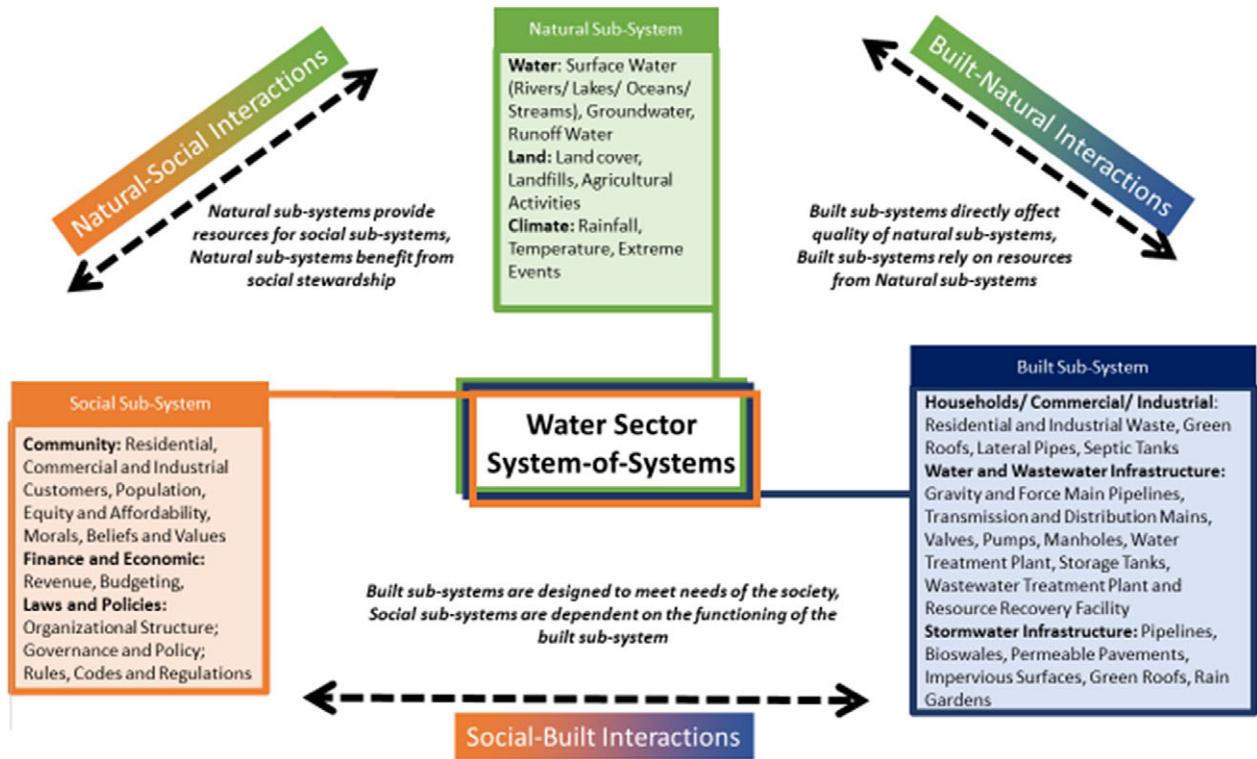 Natural Sub-System
Water: Surface Water
(Rivers/ Lakes/ Oceans/
Streams), Groundwater,
Runoff Water
Land: Land cover,
Landfills, Agricultural
Activities
Climate: Rainfall,
Temperature, Extreme
Events
Natural-Social Interactions
Natural sub-systems provide
resources for social sub-systems,
Natural sub-systems benefit from
social stewardship
Built-Natural Interactions
Built sub-systems directly affect
quality of natural sub-systems,
Built sub-systems rely on resources
from Natural sub-systems
Social Sub-System
Community: Residential,
Commercial and Industrial
Customers, Population,
Equity and Affordability,
Morals, Beliefs and Values
Finance and Economic:
Revenue, Budgeting,
Laws and Policies:
Organizational Structure;
Governance and Policy;
Rules, Codes and Regulations
Water Sector
System-of-Systems
Built Sub-System
Households/ Commercial/ Industrial:
Residential and Industrial Waste, Green
Roofs, Lateral Pipes, Septic Tanks
Water and Wastewater Infrastructure:
Gravity and Force Main Pipelines,
Transmission and Distribution Mains,
Valves, Pumps, Manholes, Water
Treatment Plant, Storage Tanks,
Wastewater Treatment Plant and
Resource Recovery Facility
Stormwater Infrastructure: Pipelines,
Bioswales, Permeable Pavements,
Impervious Surfaces, Green Roofs, Rain
Gardens
Built sub-systems are designed to meet needs of the society,
Social sub-systems are dependent on the functioning of the
built sub-system
Social-Built Interactions